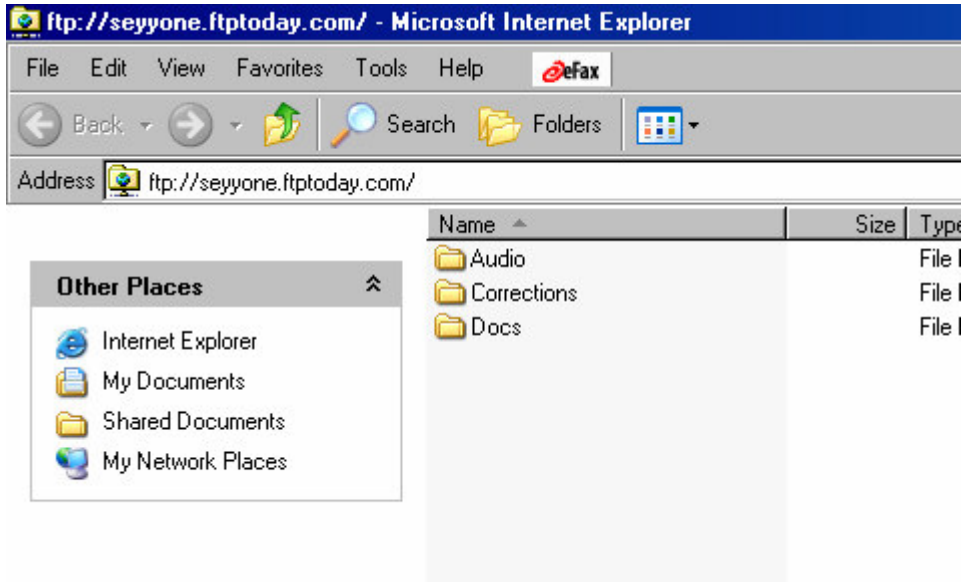 ftp://seyyone.ftptoday.com/ - Microsoft Internet Explorer
File Edit View Favorites Tools Help eFax
Back Search Folders
Address ftp://seyyone.ftptoday.com/
Name Size Type
Other Places
Internet Explorer
My Documents
Shared Documents
My Network Places
Audio File
Corrections File
Docs File